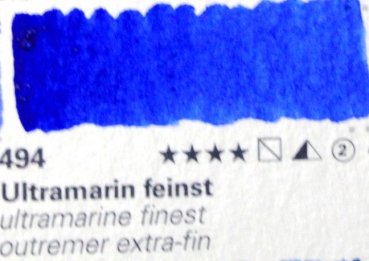 494 ★★★★ ②
Ultramarin feinst
ultramarine finest
outremer extra-fin